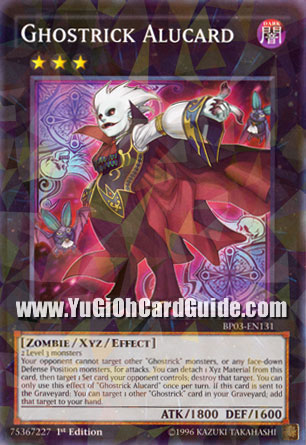 GHOSTRICK ALUCARD
DARK
www.YuGiOhCardGuide.com
BP03-EN131
[ZOMBIE / XYZ / EFFECT]
2 Level 3 monsters
Your opponent cannot target other "Ghostrick" monsters, or any face-down
Defense Position monsters, for attacks. You can detach 1 Xyz Material from this
card, then target 1 Set card your opponent controls; destroy that target. You can
only use this effect of "Ghostrick Alucard" once per turn. If this card is sent to
the Graveyard: You can target 1 other "Ghostrick" card in your Graveyard; add
that target to your hand.
ATK/1800 DEF/1600
75367227 1st Edition ©1996 KAZUKI TAKAHASHI